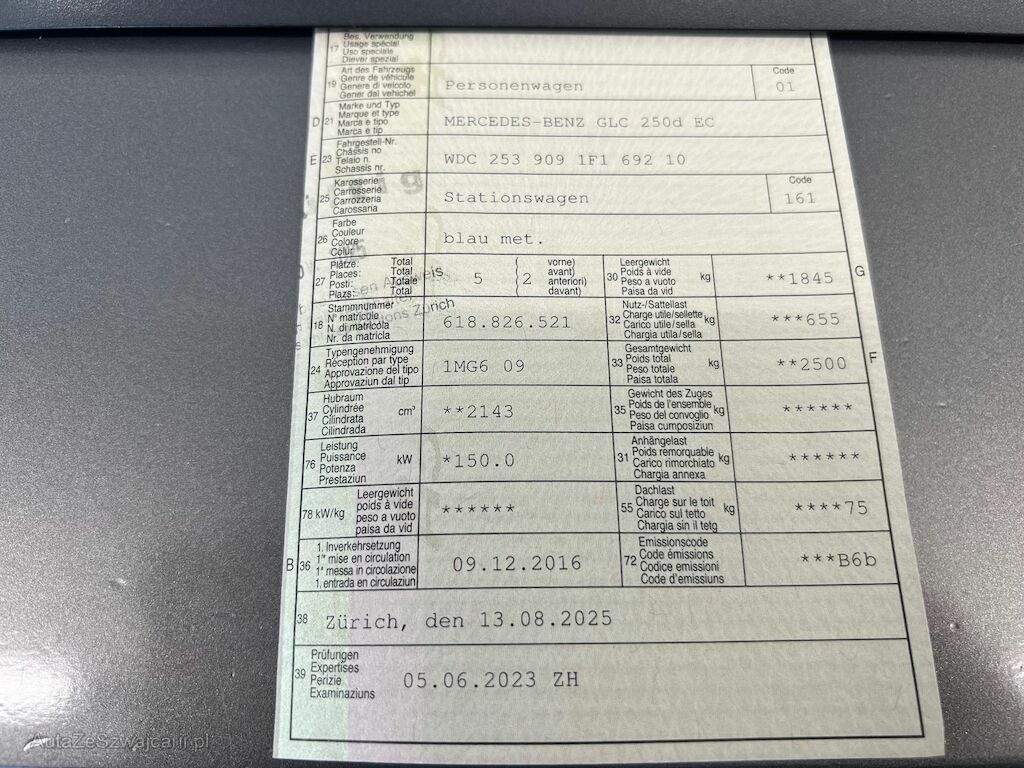 Bes. Verwendung
17 Usage spécial
Uso speciale
Diever spezial
Art des Fahrzeugs
Genre de véhicule
19 Genere di veicolo
Gener dal vehichel
Personenwagen
Code
01
Marke und Typ
D 21 Marque et type
Marca e tipo
Marca e tip
MERCEDES-BENZ GLC 250d EC
Fahrgestell-Nr.
Châssis no
E 23 Telaio n.
Schassis nr.
WDC 253 909 1F1 692 10
Karosserie
Carrosserie
25 Carrozzeria
Carossaria
Stationswagen
Code
161
Farbe
Couleur
26 Colore
Colur
blau met.
Plätze: Total
Places: Total
27 Posti: Totale
Plazs: Total
5
(2
vorne)
avant)
anteriori)
davant)
Leergewicht
30 Poids à vide kg
Peso a vuoto
Paisa da vid
**1845
G
Stammnummer
18 N° matricule
N. di matricola
Nr. da matricla
618.826.521
Nutz-/Sattellast
32 Charge utile/sellette kg
Carico utile/sella
Chargia utila/sella
***655
Typengenehmigung
Réception par type
24 Approvazione del tipo
Approvaziun dal tip
1MG6 09
Gesamtgewicht
33 Poids total kg
Peso totale
Paisa totala
**2500
F
Hubraum
37 Cylindrée cm³
Cilindrata
Cilindrada
**2143
Gewicht des Zuges
35 Poids de l'ensemble kg
Peso del convoglio
Paisa cumposiziun
******
Leistung
76 Puissance kW
Potenza
Prestaziun
*150.0
Anhängelast
31 Poids remorquable kg
Carico rimorchiato
Chargia annexa
******
Leergewicht
78 kW/kg poids à vide
peso a vuoto
paisa da vid
******
Dachlast
55 Charge sur le toit kg
Carico sul tetto
Chargia sin il tetg
****75
1. Inverkehrsetzung
B 36 1re mise en circulation
1a messa in circolazione
1. entrada en circulaziun
09.12.2016
Emissionscode
72 Code émissions
Codice emissioni
Code d'emissiuns
***B6b
38 Zürich, den 13.08.2025
Prüfungen
39 Expertises
Perizie
Examinaziuns
05.06.2023 ZH
AutaZeSzwajcarii.pl